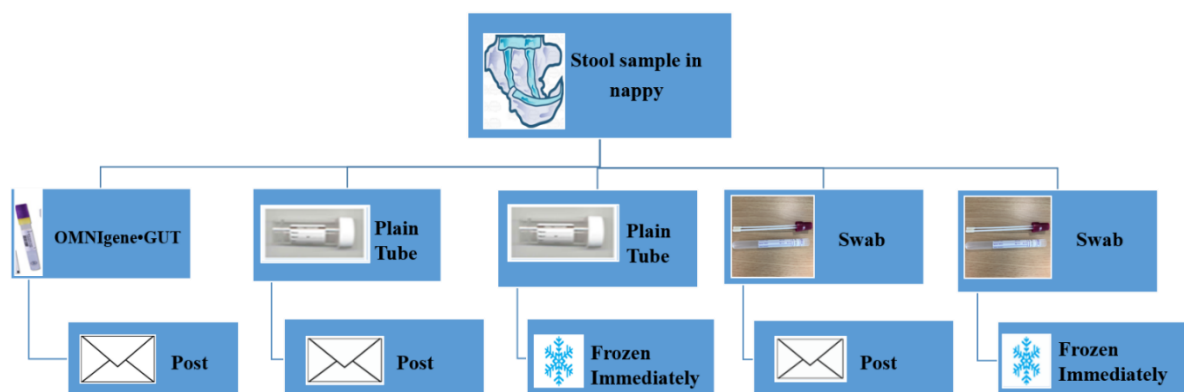 Stool sample in
nappy
OMNIgene•GUT
Plain
Tube
Plain
Tube
Swab
Swab
Post
Post
Frozen
Immediately
Post
Frozen
Immediately